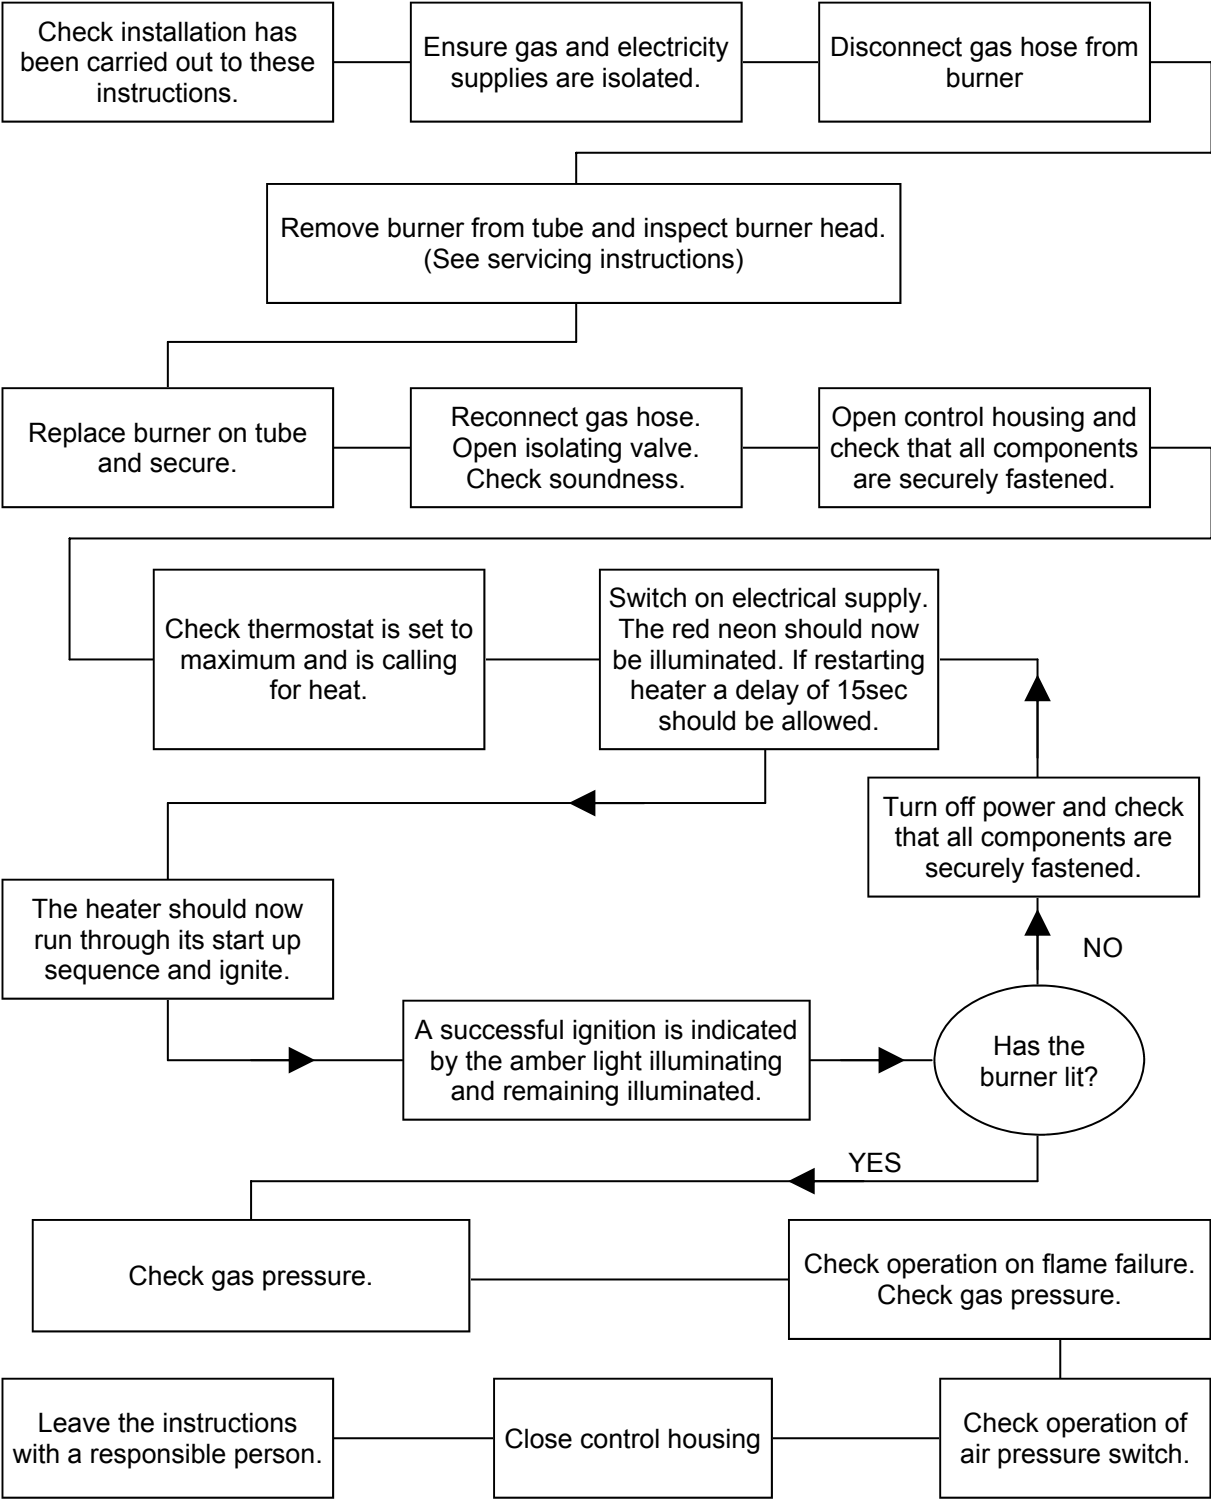 Check installation has
been carried out to these
instructions.
Ensure gas and electricity
supplies are isolated.
Disconnect gas hose from
burner
Remove burner from tube and inspect burner head.
(See servicing instructions)
Replace burner on tube
and secure.
Reconnect gas hose.
Open isolating valve.
Check soundness.
Open control housing and
check that all components
are securely fastened.
Check thermostat is set to
maximum and is calling
for heat.
Switch on electrical supply.
The red neon should now
be illuminated. If restarting
heater a delay of 15sec
should be allowed.
Turn off power and check
that all components are
securely fastened.
The heater should now
run through its start up
sequence and ignite.
NO
A successful ignition is indicated
by the amber light illuminating
and remaining illuminated.
Has the
burner lit?
YES
Check gas pressure.
Check operation on flame failure.
Check gas pressure.
Leave the instructions
with a responsible person.
Close control housing
Check operation of
air pressure switch.